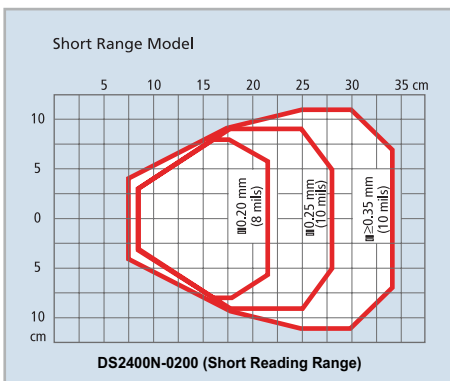 Short Range Model
5 10 15 20 25 30 35 cm
10
5
0
5
10
cm
0.20 mm
(8 mils)
0.25 mm
(10 mils)
≥0.35 mm
(10 mils)
DS2400N-0200 (Short Reading Range)